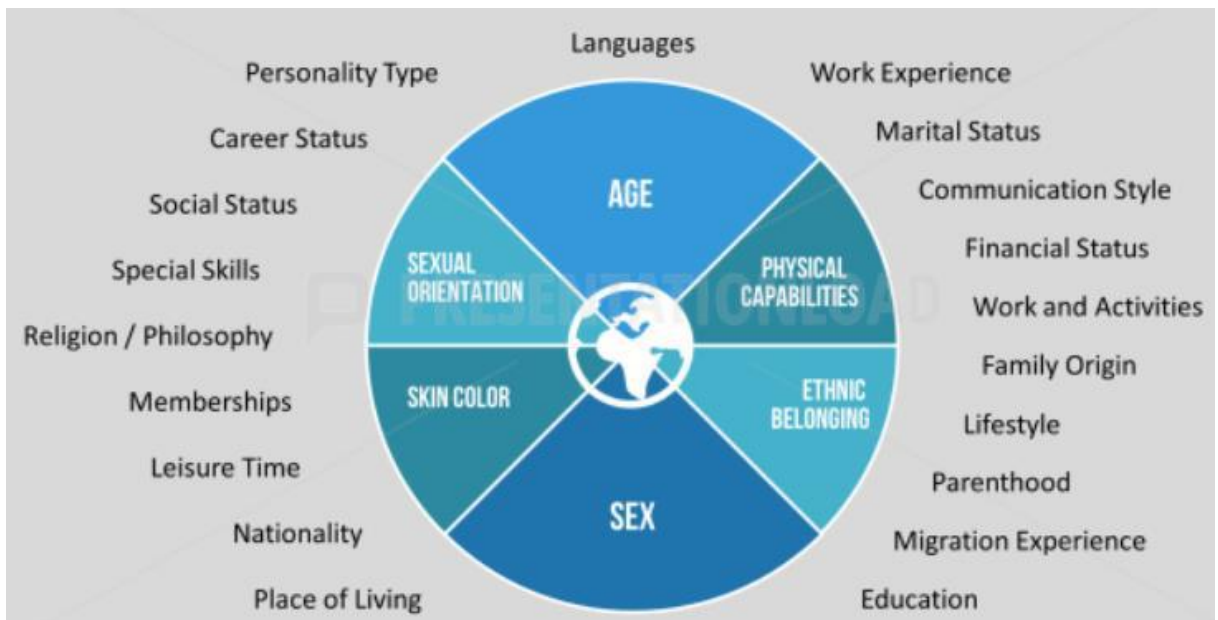 Languages
Personality Type
Work Experience
Career Status
Marital Status
Social Status
Communication Style
Special Skills
Financial Status
Religion / Philosophy
Work and Activities
Memberships
Family Origin
Leisure Time
Lifestyle
Nationality
Parenthood
Place of Living
Migration Experience
Education
AGE
SEXUAL
ORIENTATION
PHYSICAL
CAPABILITIES
SKIN COLOR
ETHNIC
BELONGING
SEX
PRESENTATIONLOAD